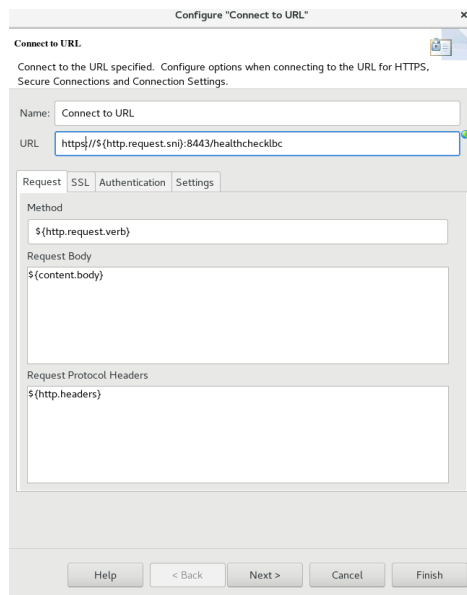 Configure "Connect to URL"
Connect to URL
Connect to the URL specified. Configure options when connecting to the URL for HTTPS,
Secure Connections and Connection Settings.
Name: Connect to URL
URL https://${http.request.sni}:8443/healthchecklbc
Request SSL Authentication Settings
Method
${http.request.verb}
Request Body
${content.body}
Request Protocol Headers
${http.headers}
Help < Back Next > Cancel Finish